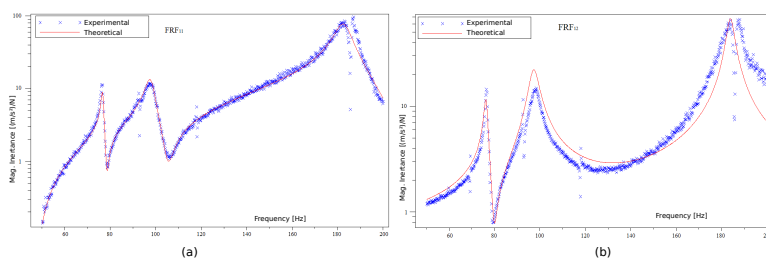 Experimental
Theoretical
FRF11
100
10
1
Mag. Inertance [(m/s²)/N]
60
80
100
120
140
160
180
200
Frequency [Hz]
(a)
Experimental
Theoretical
FRF12
10
1
Mag. Inertance [(m/s²)/N]
60
80
100
120
140
160
180
200
Frequency [Hz]
(b)